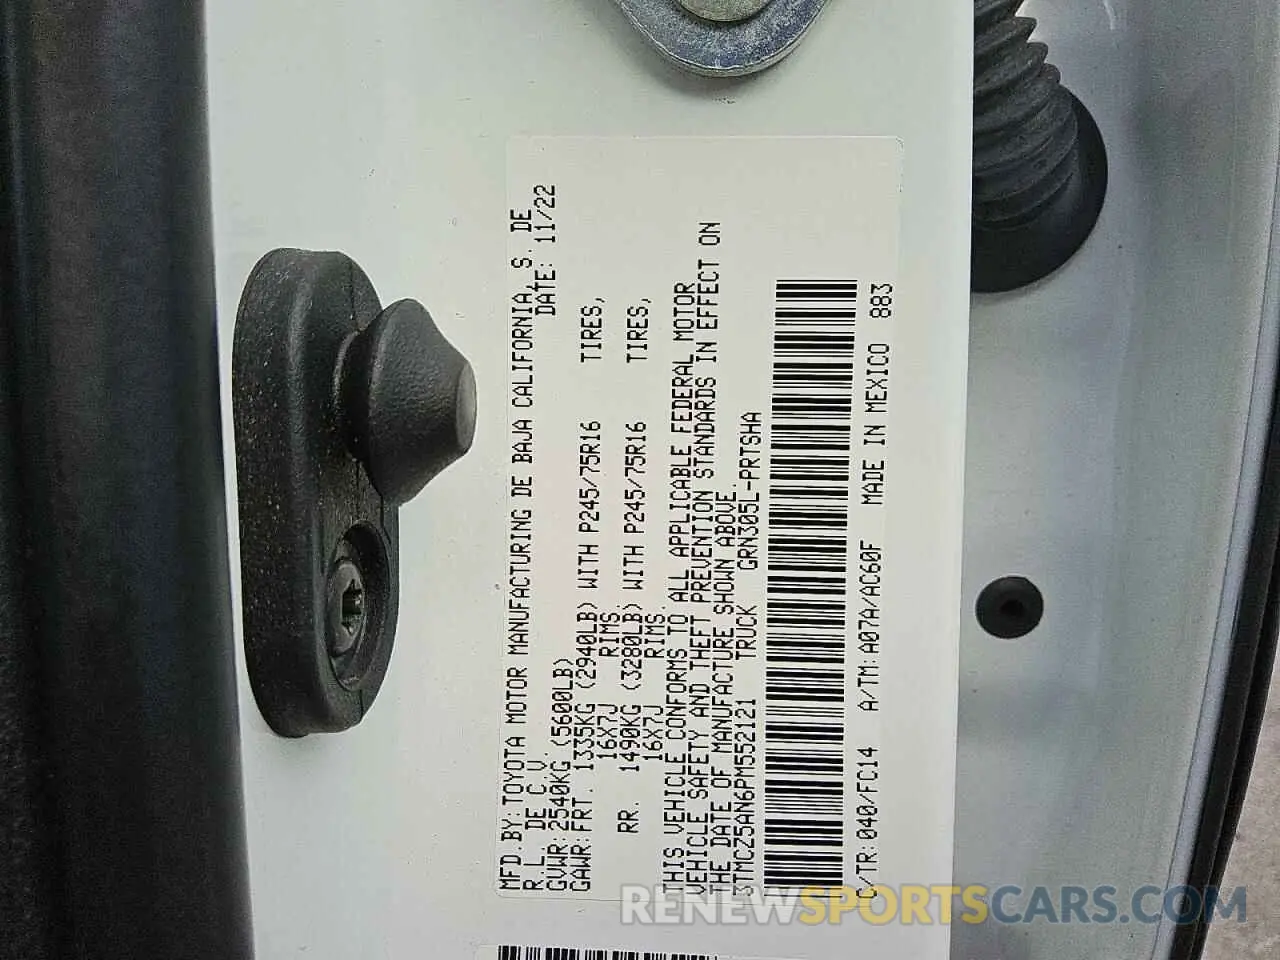 MFD.BY:TOYOTA MOTOR MANUFACTURING DE BAJA CALIFORNIA, S. DE
R. L. DE C.V. DATE: 11/22
GVWR:2540KG (5600LB)
GAWR:FRT. 1335KG (2940LB) WITH P245/75R16 TIRES,
16X7J RIMS.
RR. 1490KG (3280LB) WITH P245/75R16 TIRES,
16X7J RIMS.
THIS VEHICLE CONFORMS TO ALL APPLICABLE FEDERAL MOTOR
VEHICLE SAFETY AND THEFT PREVENTION STANDARDS IN EFFECT ON
THE DATE OF MANUFACTURE SHOWN ABOVE.
3TMCZ5AN6PM552121 TRUCK GRN305L-PRTSHA
C/TR:040/FC14 A/TM:A07A/AC60F MADE IN MEXICO 883
RENEWSPORTSCARS.COM